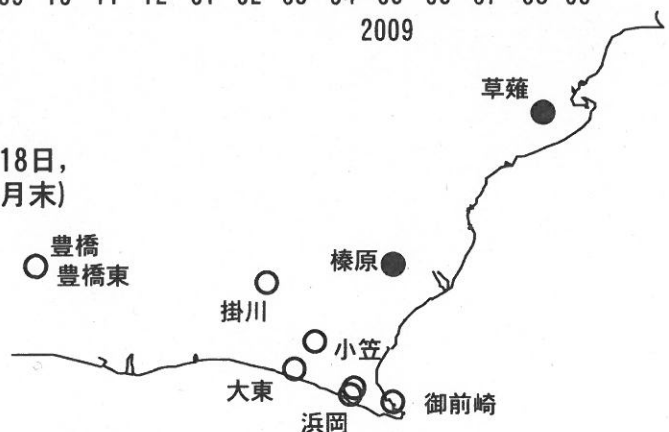 2009
草薙
18日，
月末)
豊橋
豊橋東
榛原
掛川
小笠
大東
御前崎
浜岡